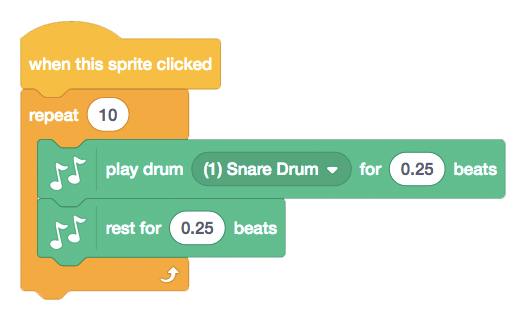 when this sprite clicked
repeat 10
play drum (1) Snare Drum for 0.25 beats
rest for 0.25 beats